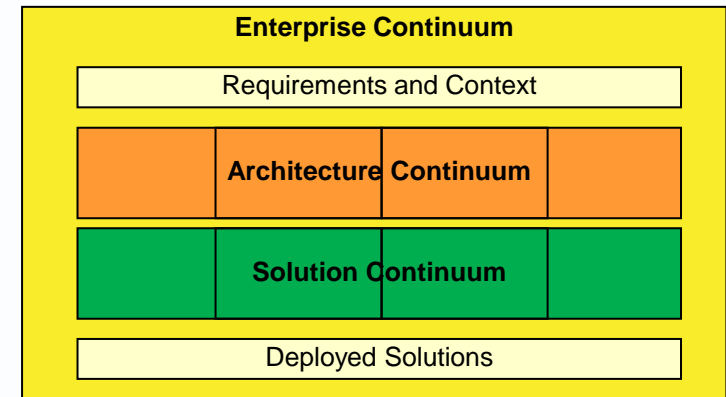 Enterprise Continuum
Requirements and Context
Architecture Continuum
Solution Continuum
Deployed Solutions